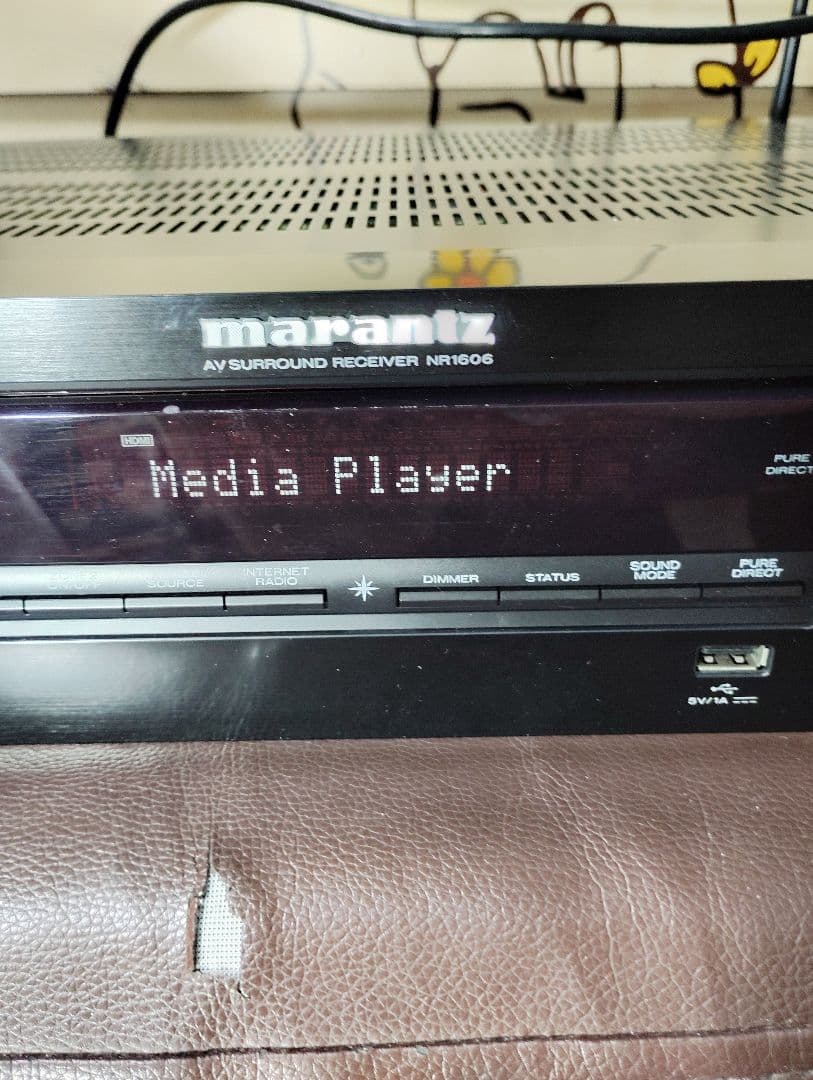 marantz
AV SURROUND RECEIVER NR1606
HDMI
Media Player
PURE
DIRECT
SOURCE
INTERNET
RADIO
DIMMER
STATUS
SOUND
MODE
PURE
DIRECT
5V/1A